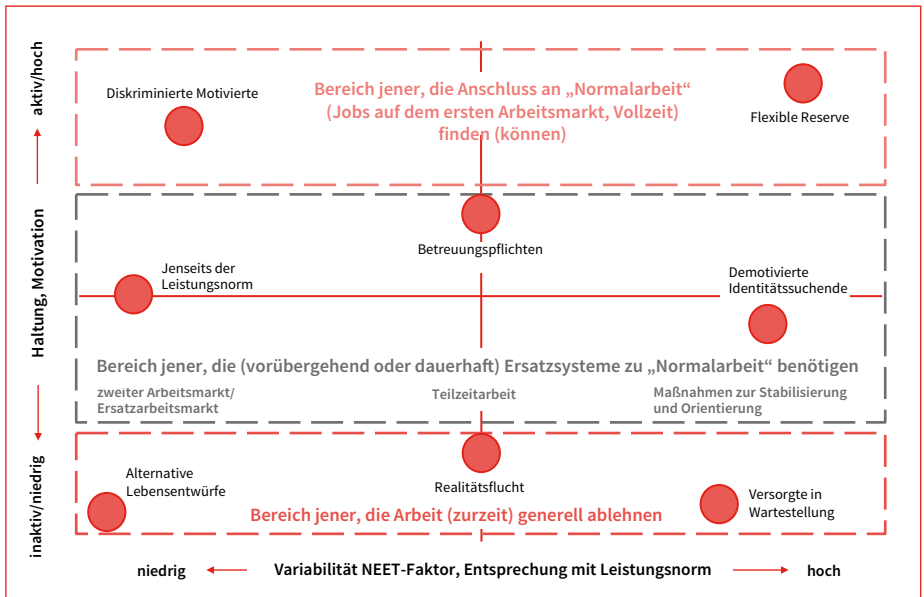 aktiv/hoch
Haltung, Motivation
inaktiv/niedrig
Diskriminierte Motivierte
Bereich jener, die Anschluss an „Normalarbeit“
(Jobs auf dem ersten Arbeitsmarkt, Vollzeit)
finden (können)
Flexible Reserve
Betreuungspflichten
Jenseits der
Leistungsnorm
Demotivierte
Identitätssuchende
Bereich jener, die (vorübergehend oder dauerhaft) Ersatzsysteme zu „Normalarbeit“ benötigen
zweiter Arbeitsmarkt/
Ersatzarbeitsmarkt
Teilzeitarbeit
Maßnahmen zur Stabilisierung
und Orientierung
Alternative
Lebensentwürfe
Realitätsflucht
Versorgte in
Wartestellung
Bereich jener, die Arbeit (zurzeit) generell ablehnen
niedrig
Variabilität NEET-Faktor, Entsprechung mit Leistungsnorm
hoch